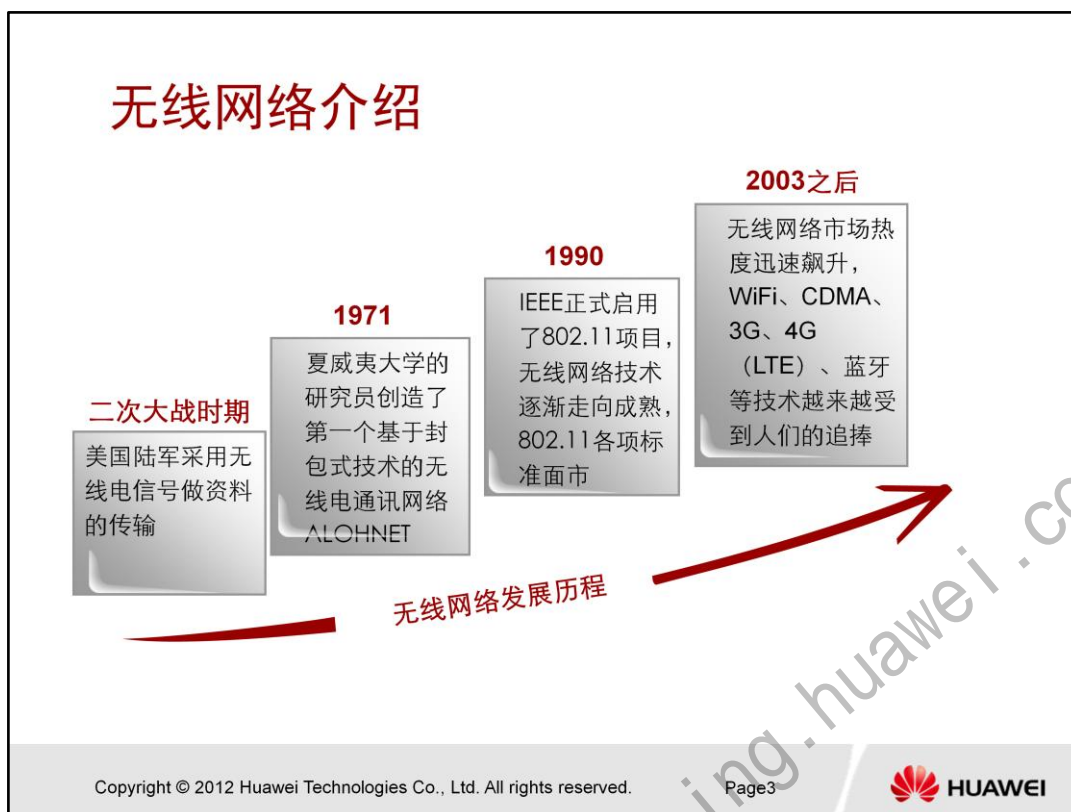 无线网络介绍
二次大战时期
美国陆军采用无
线电信号做资料
的传输
1971
夏威夷大学的
研究员创造了
第一个基于封
包式技术的无
线电通讯网络
ALOHNET
1990
IEEE正式启用
了802.11项目，
无线网络技术
逐渐走向成熟，
802.11各项标
准面市
2003之后
无线网络市场热
度迅速飙升，
WiFi、CDMA、
3G、4G
（LTE）、蓝牙
等技术越来越受
到人们的追捧
无线网络发展历程
ing.huawei.co
Copyright © 2012 Huawei Technologies Co., Ltd. All rights reserved.
Page3
HUAWEI